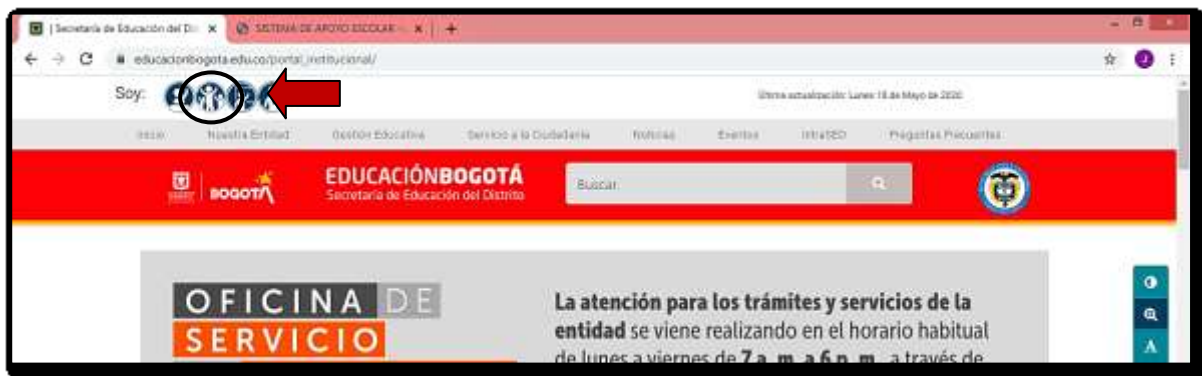 | Secretaría de Educación del Di
SISTEMA DE APOYO ESCOLAR -
educacionbogota.edu.co/portal_institucional/
J
Soy:
Última actualización: Lunes 18 de Mayo de 2020
Inicio Nuestra Entidad Gestión Educativa Servicio a la Ciudadanía Noticias Eventos IntraSED Preguntas Frecuentes
BOGOTÁ
EDUCACIÓNBOGOTÁ
Secretaría de Educación del Distrito
Buscar
OFICINA DE
SERVICIO
La atención para los trámites y servicios de la
entidad se viene realizando en el horario habitual
de lunes a viernes de 7 a. m. a 6 p. m., a través de
A